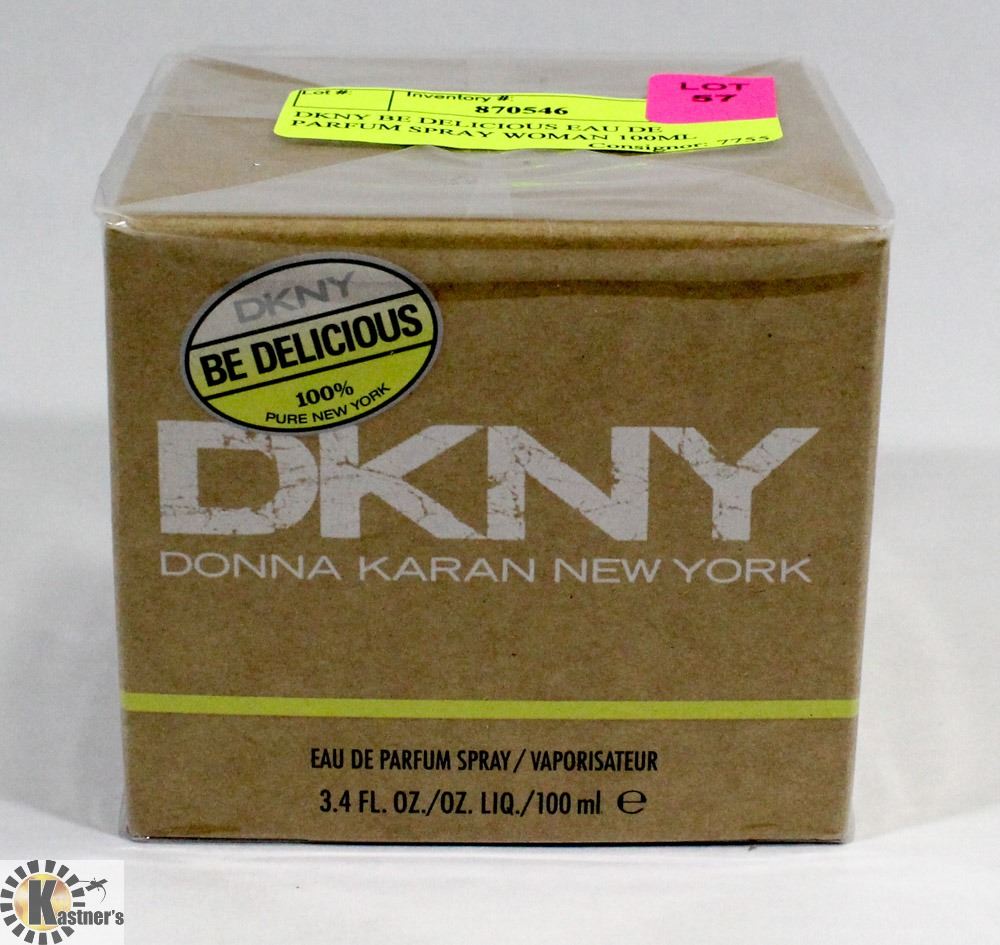 Lot #: Inventory #:
870546
LOT
57
DKNY BE DELICIOUS EAU DE
PARFUM SPRAY WOMAN 100ML
Consignor: 7755
DKNY
BE DELICIOUS
100%
PURE NEW YORK
DKNY
DONNA KARAN NEW YORK
EAU DE PARFUM SPRAY / VAPORISATEUR
3.4 FL. OZ./OZ. LIQ./100 ml ℮
KASTNER'S